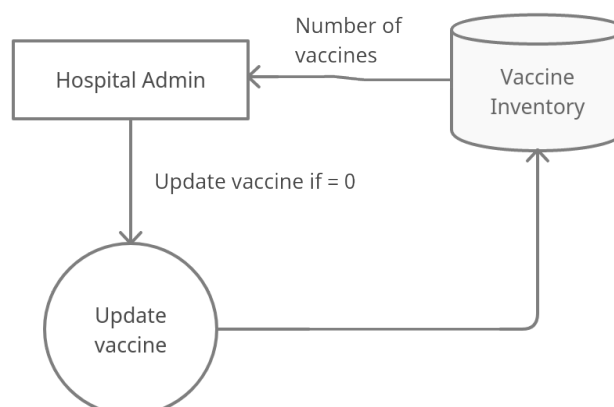 Number of
vaccines
Hospital Admin
Vaccine
Inventory
Update vaccine if = 0
Update
vaccine